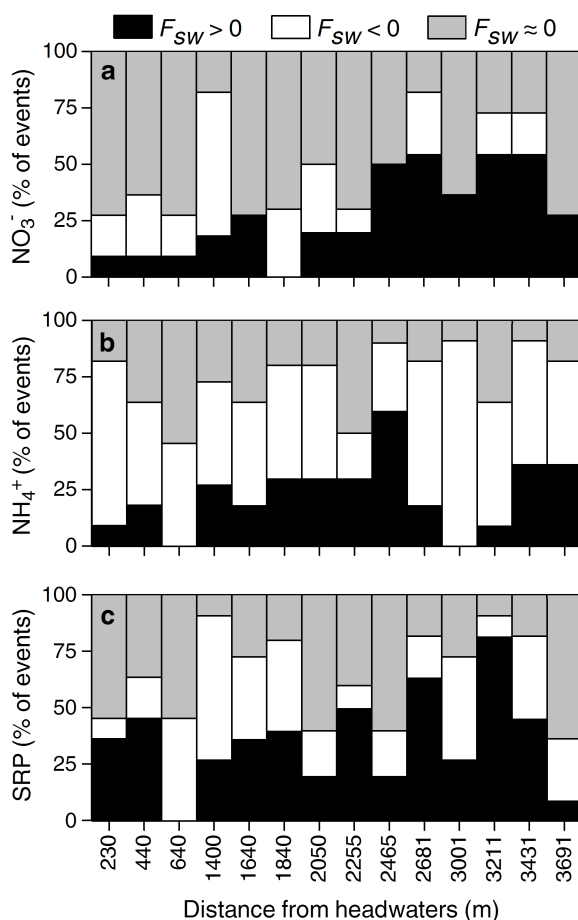 F_SW > 0 F_SW < 0 F_SW ≈ 0
a
NO₃⁻ (% of events)
100
75
50
25
0
b
NH₄⁺ (% of events)
100
75
50
25
0
c
SRP (% of events)
100
75
50
25
0
230 440 640 1400 1640 1840 2050 2255 2465 2681 3001 3211 3431 3691
Distance from headwaters (m)